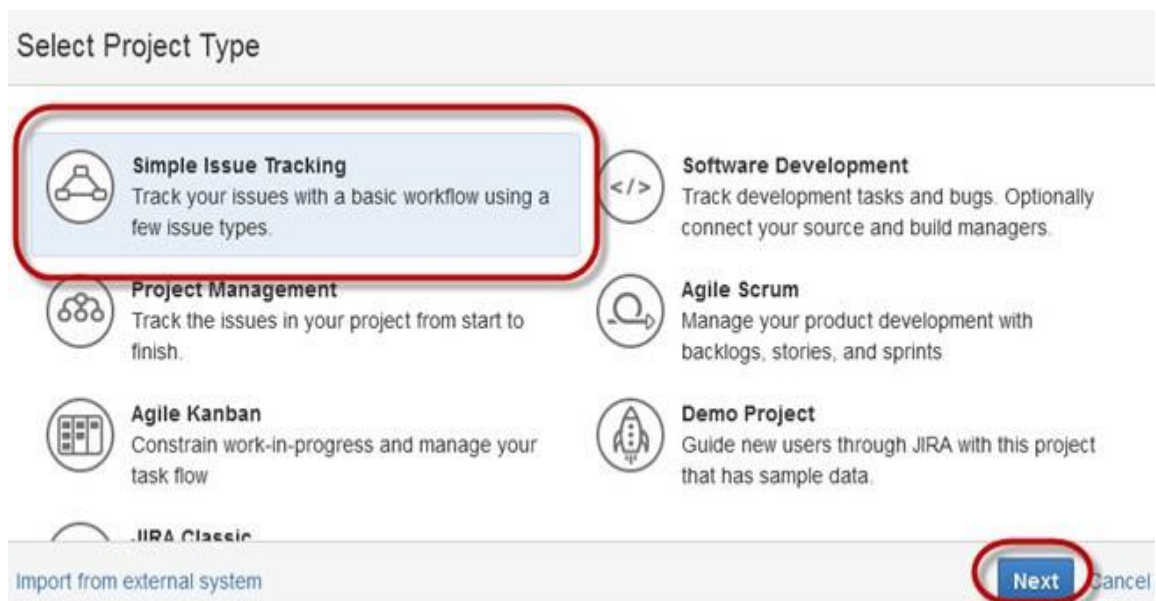 Select Project Type
Simple Issue Tracking
Track your issues with a basic workflow using a
few issue types.
</>
Software Development
Track development tasks and bugs. Optionally
connect your source and build managers.
Project Management
Track the issues in your project from start to
finish.
Agile Scrum
Manage your product development with
backlogs, stories, and sprints
Agile Kanban
Constrain work-in-progress and manage your
task flow
Demo Project
Guide new users through JIRA with this project
that has sample data.
JIRA Classic
Import from external system
Next
Cancel